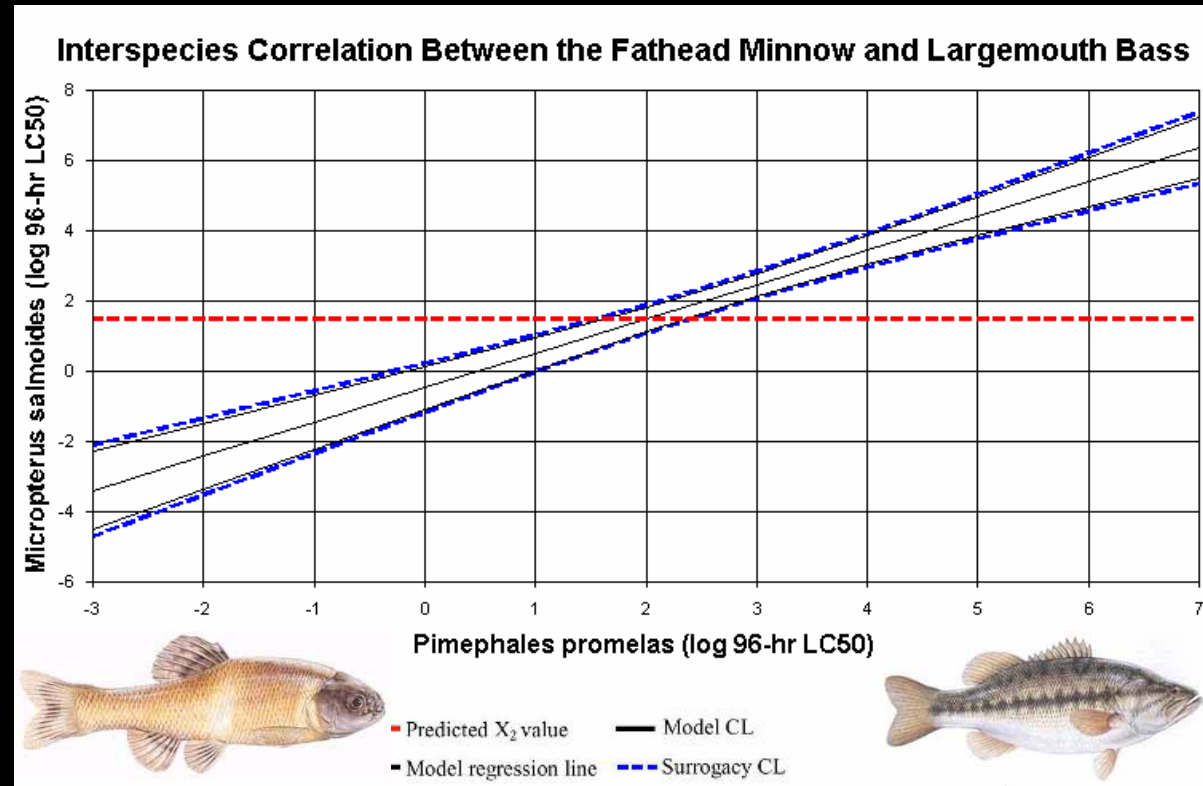 Interspecies Correlation Between the Fathead Minnow and Largemouth Bass
Micropterus salmoides (log 96-hr LC50)
8
6
4
2
0
-2
-4
-6
-3 -2 -1 0 1 2 3 4 5 6 7
Pimephales promelas (log 96-hr LC50)
Predicted X₂ value
Model CL
Model regression line
Surrogacy CL